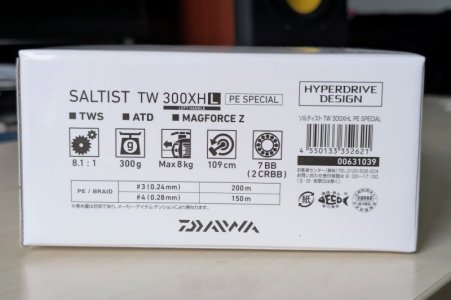 SALTIST TW 300XHL PE SPECIAL
LEFT HANDLE
■ TWS ■ ATD ■ MAGFORCE Z
g
8.1 : 1 300g Max 8kg 109cm 7BB
(2CRBB)
PE / BRAID #3 (0.24mm) 200m
#4 (0.28mm) 150m
DAIWA
HYPERDRIVE
DESIGN
ソルティスト TW 300XHL PE SPECIAL
4 550133 352621
00631039
紙